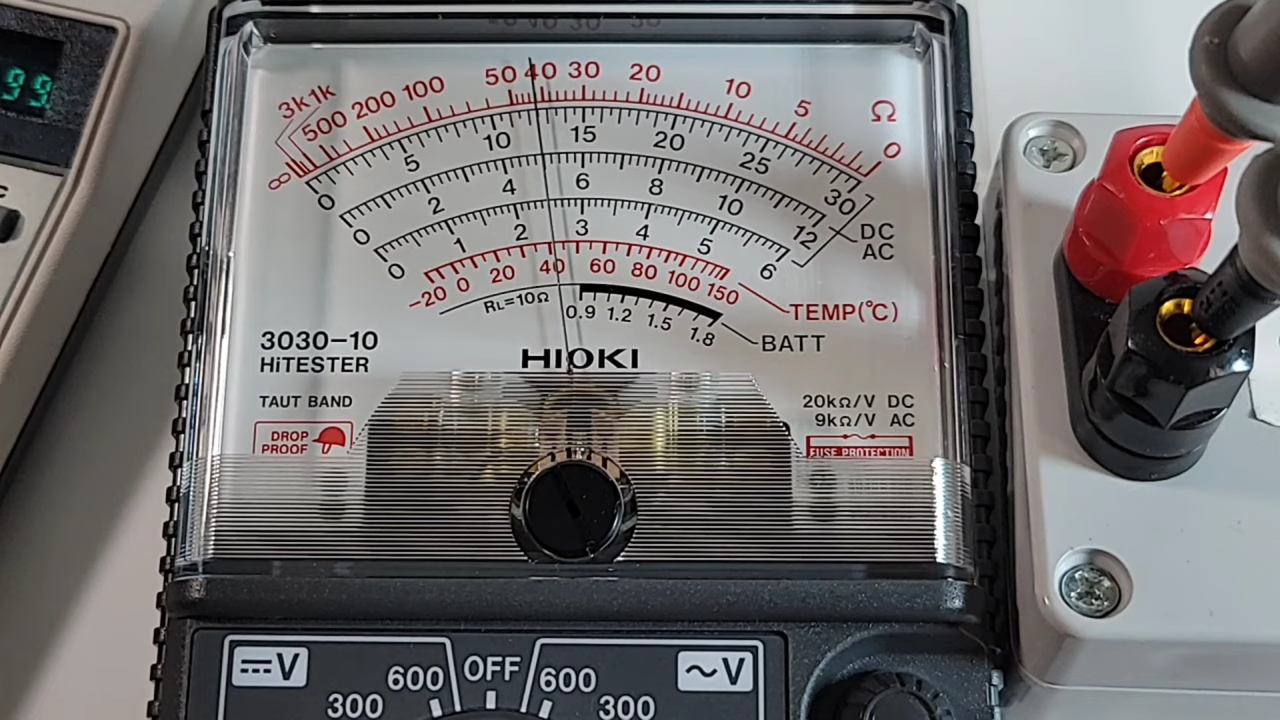 99
3k 1k
500 200 100 50 40 30 20 10 5 Ω
∞ 0
0 5 10 15 20 25 30
0 2 4 6 8 10 12
DC
AC
0 1 2 3 4 5 6
-20 0 20 40 60 80 100 150
TEMP(℃)
RL=10Ω 0.9 1.2 1.5 1.8
BATT
3030-10
HiTESTER
HIOKI
TAUT BAND
DROP
PROOF
20kΩ/V DC
9kΩ/V AC
FUSE PROTECTION
⎓V 600 OFF 600 ~V
300 300